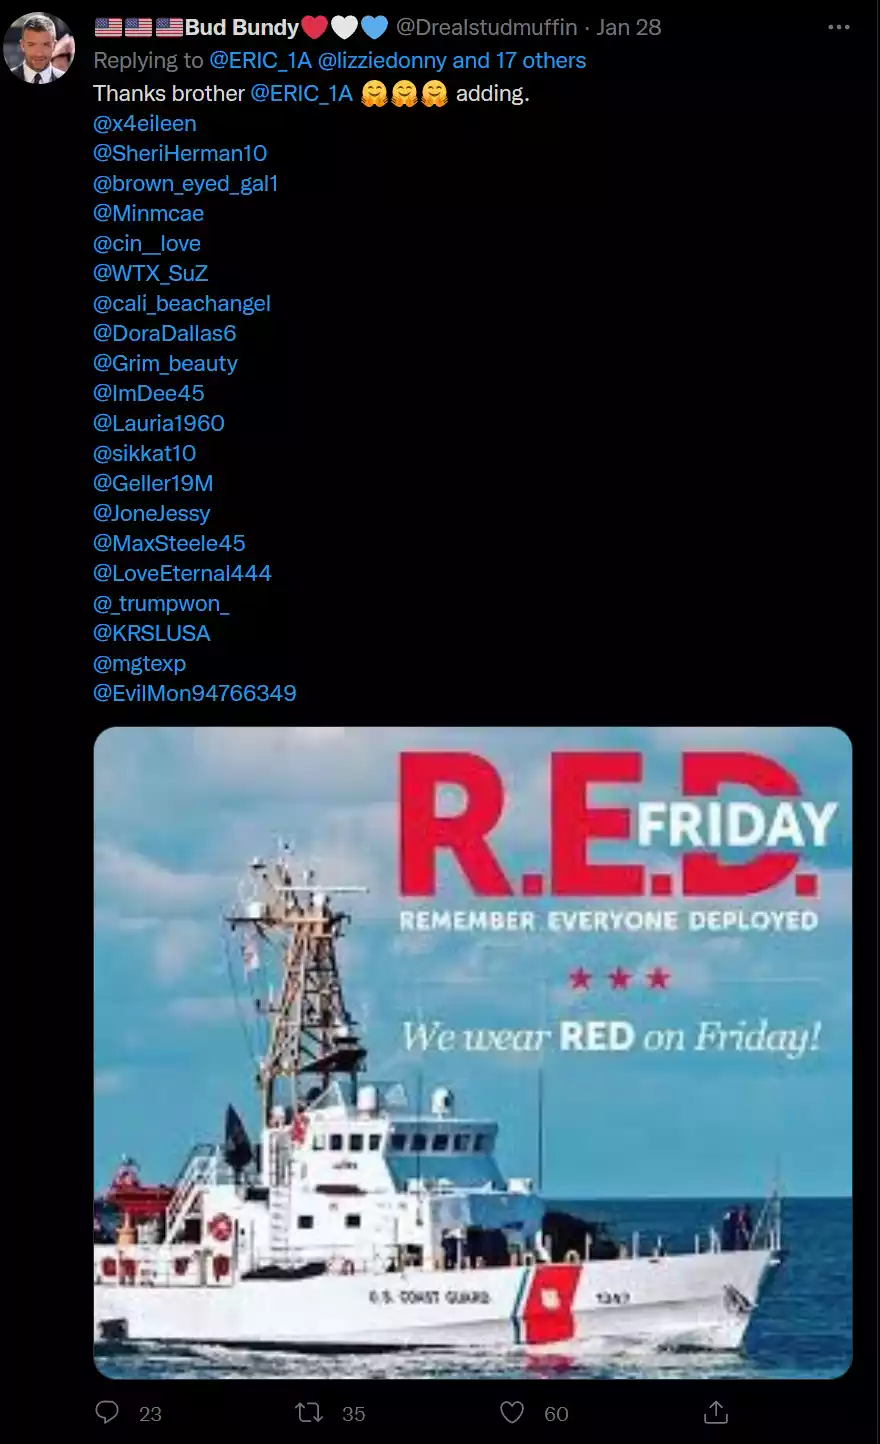 Bud Bundy @Drealstudmuffin · Jan 28
Replying to @ERIC_1A @lizziedonny and 17 others
Thanks brother @ERIC_1A 🤗🤗🤗 adding.
@x4eileen
@SheriHerman10
@brown_eyed_gal1
@Minmcae
@cin__love
@WTX_SuZ
@cali_beachangel
@DoraDallas6
@Grim_beauty
@ImDee45
@Lauria1960
@sikkat10
@Geller19M
@JoneJessy
@MaxSteele45
@LoveEternal444
@_trumpwon_
@KRSLUSA
@mgtexp
@EvilMon94766349
R.E.D.
FRIDAY
REMEMBER EVERYONE DEPLOYED
We wear RED on Friday!
U.S. COAST GUARD
23 35 60